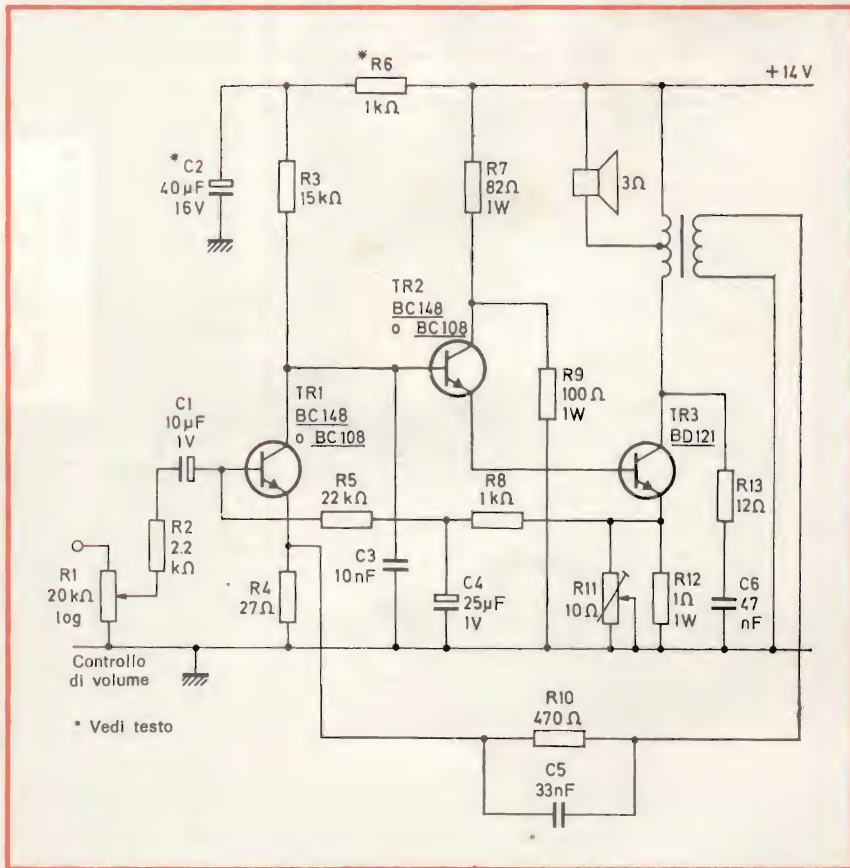 * R6
1kΩ
+14V
* C2
40µF
16V
R3
15kΩ
R7
82Ω
1W
3Ω
TR2
BC148
o BC108
R9
100Ω
1W
TR1
BC148
o BC108
TR3
BD121
C1
10µF
1V
R5
22kΩ
R8
1kΩ
R13
12Ω
R2
2.2
kΩ
R1
20kΩ
log
R4
27Ω
C3
10nF
C4
25µF
1V
R11
10Ω
R12
1Ω
1W
C6
47
nF
Controllo
di volume
* Vedi testo
R10
470 Ω
C5
33nF